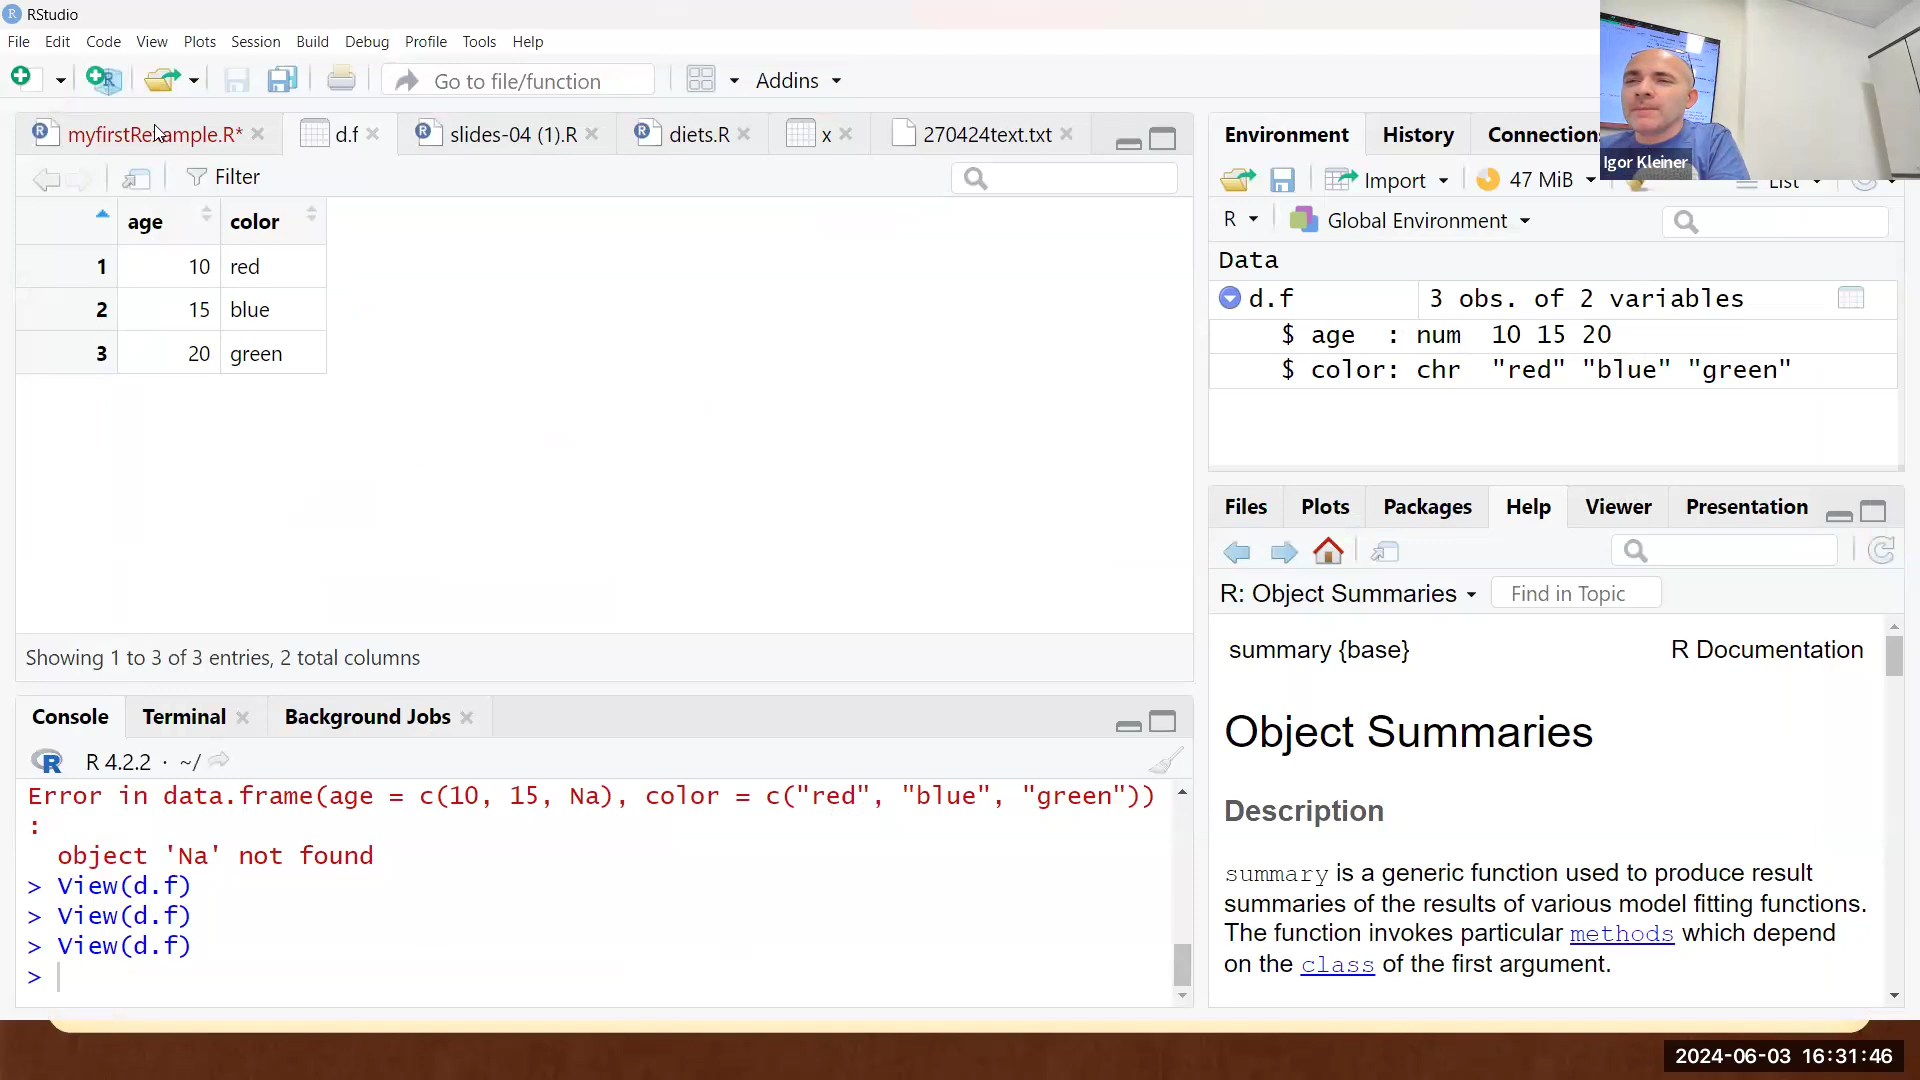 RStudio
File Edit Code View Plots Session Build Debug Profile Tools Help
Go to file/function Addins
myfirstRexample.R* d.f slides-04 (1).R diets.R x 270424text.txt
Filter
age color
1 10 red
2 15 blue
3 20 green
Showing 1 to 3 of 3 entries, 2 total columns
Console Terminal Background Jobs
R 4.2.2 · ~/
Error in data.frame(age = c(10, 15, Na), color = c("red", "blue", "green"))
:
object 'Na' not found
> View(d.f)
> View(d.f)
> View(d.f)
>
Environment History Connection
Igor Kleiner
Import 47 MiB List
R Global Environment
Data
d.f 3 obs. of 2 variables
$ age : num 10 15 20
$ color: chr "red" "blue" "green"
Files Plots Packages Help Viewer Presentation
R: Object Summaries Find in Topic
summary {base} R Documentation
Object Summaries
Description
summary is a generic function used to produce result
summaries of the results of various model fitting functions.
The function invokes particular methods which depend
on the class of the first argument.
2024-06-03 16:31:46